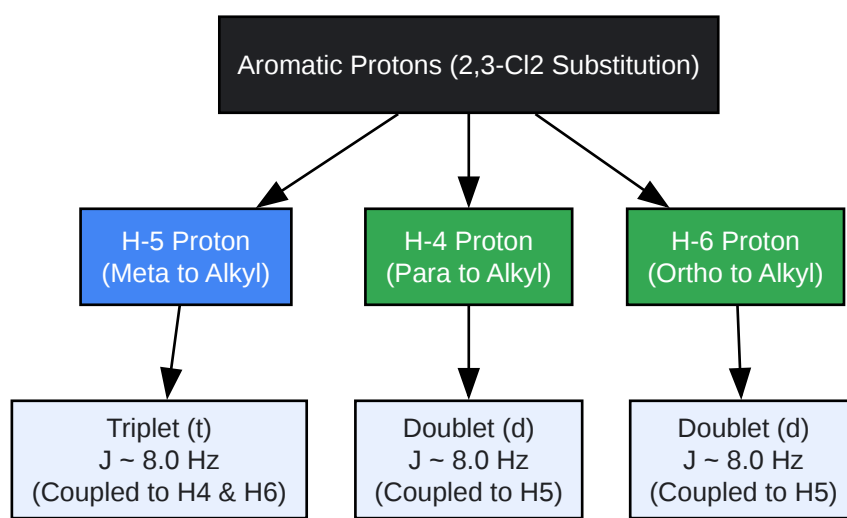 Aromatic Protons (2,3-Cl2 Substitution)
H-5 Proton
(Meta to Alkyl)
H-4 Proton
(Para to Alkyl)
H-6 Proton
(Ortho to Alkyl)
Triplet (t)
J ~ 8.0 Hz
(Coupled to H4 & H6)
Doublet (d)
J ~ 8.0 Hz
(Coupled to H5)
Doublet (d)
J ~ 8.0 Hz
(Coupled to H5)